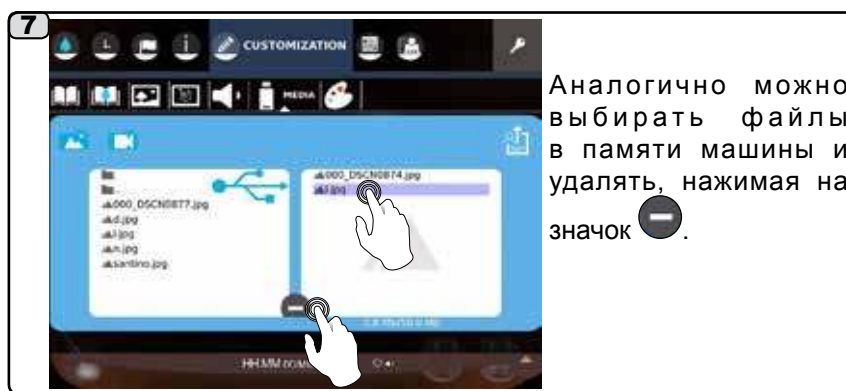 7
CUSTOMIZATION
MEDIA
000_DSCN0877.jpg
d.jpg
l.jpg
n.jpg
santino.jpg
000_DSCN0874.jpg
HH:MM
Аналогично можно
выбирать файлы
в памяти машины и
удалять, нажимая на
значок .